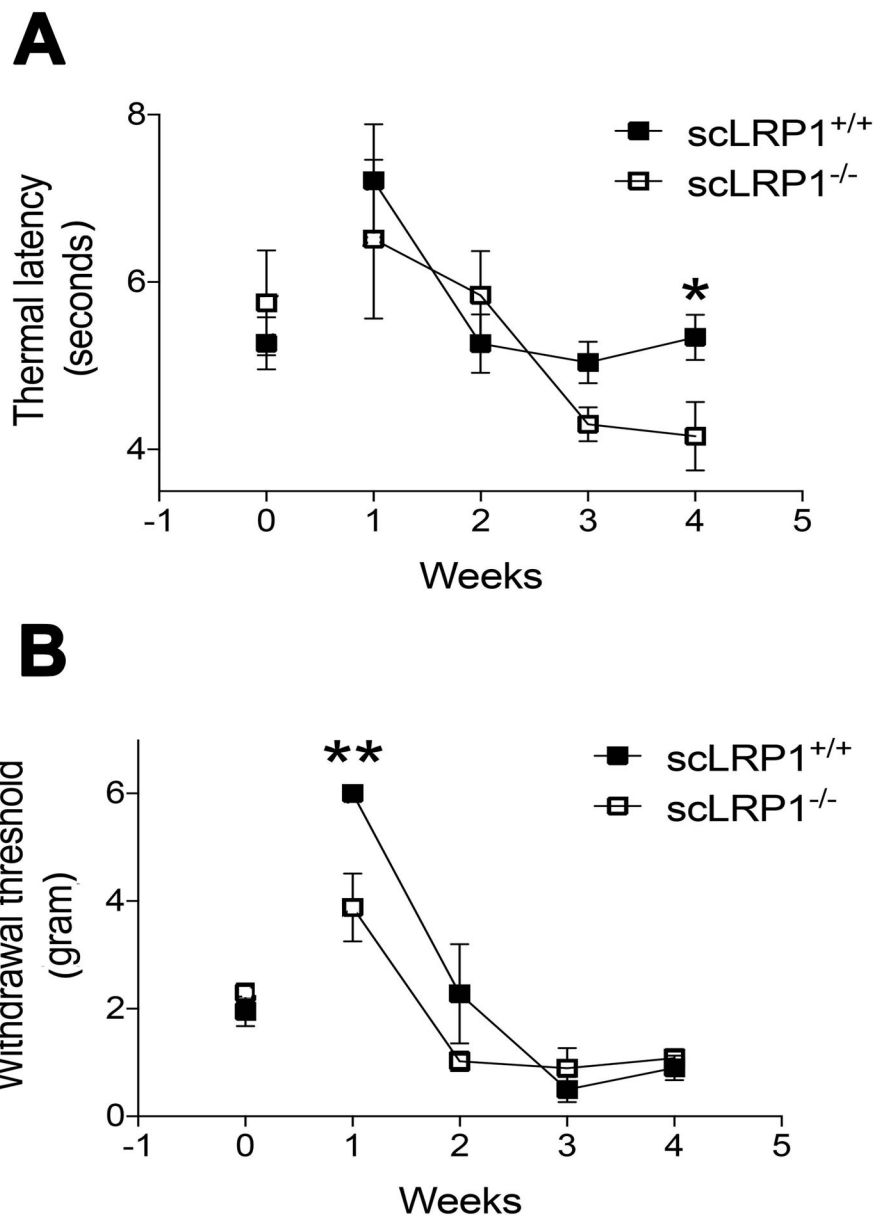 A
8
6
4
Thermal latency
(seconds)
scLRP1+/+
scLRP1-/-
*
-1 0 1 2 3 4 5
Weeks
B
6
4
2
0
Withdrawal threshold
(gram)
**
scLRP1+/+
scLRP1-/-
-1 0 1 2 3 4 5
Weeks